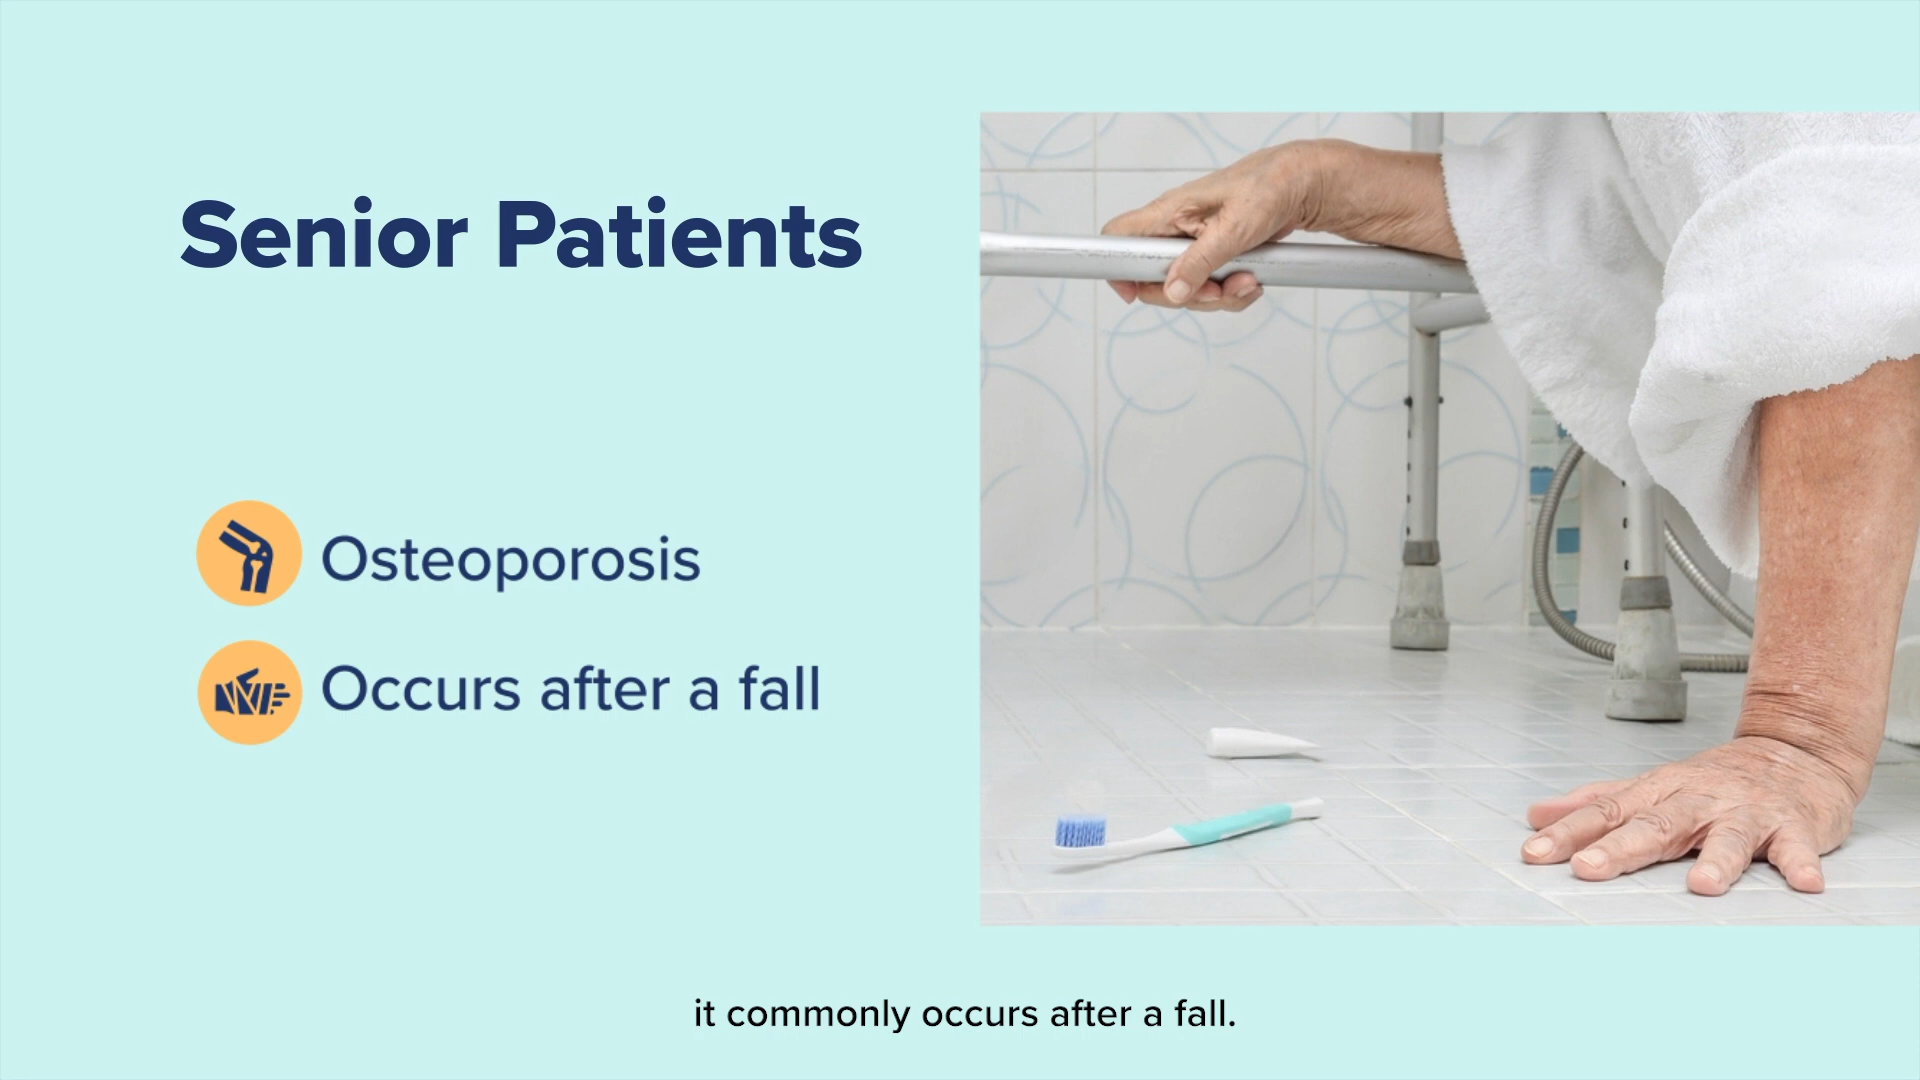 Senior Patients
Osteoporosis
Occurs after a fall
it commonly occurs after a fall.